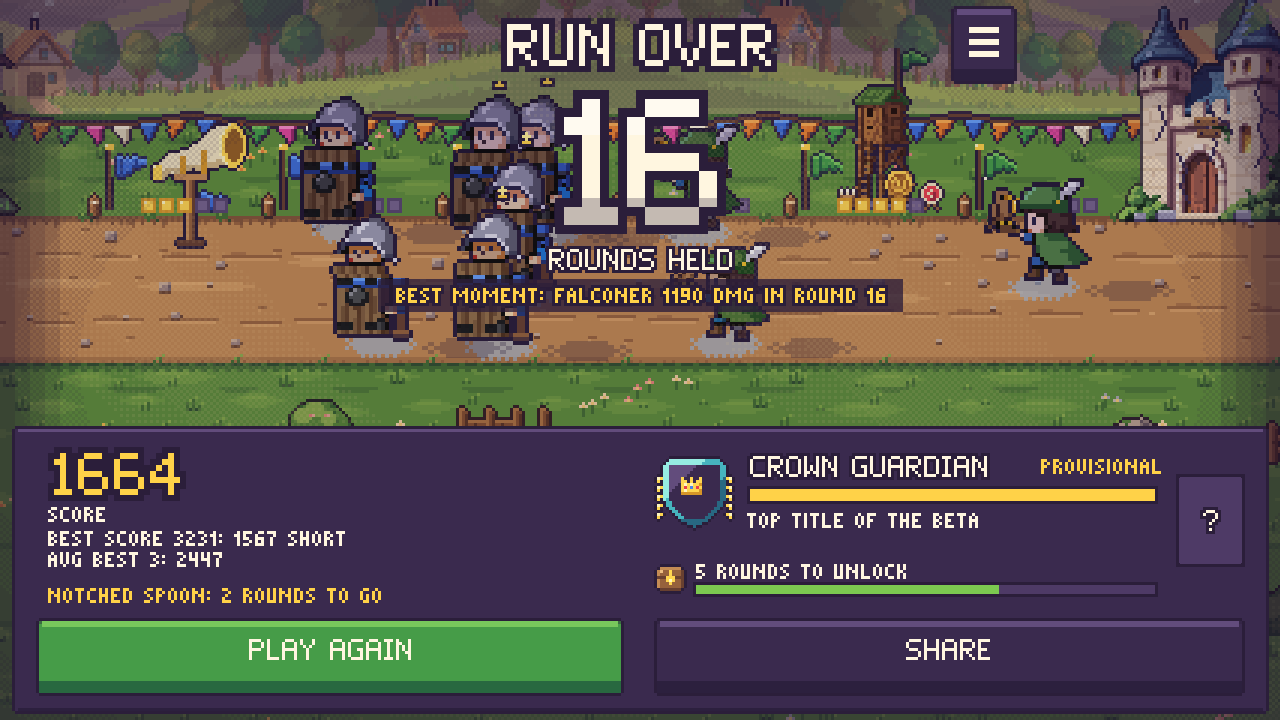 RUN OVER
16
ROUNDS HELD
BEST MOMENT: FALCONER 1190 DMG IN ROUND 16
1664
SCORE
BEST SCORE 3231: 1567 SHORT
AVG BEST 3: 2447
NOTCHED SPOON: 2 ROUNDS TO GO
CROWN GUARDIAN
PROVISIONAL
TOP TITLE OF THE BETA
?
5 ROUNDS TO UNLOCK
PLAY AGAIN
SHARE